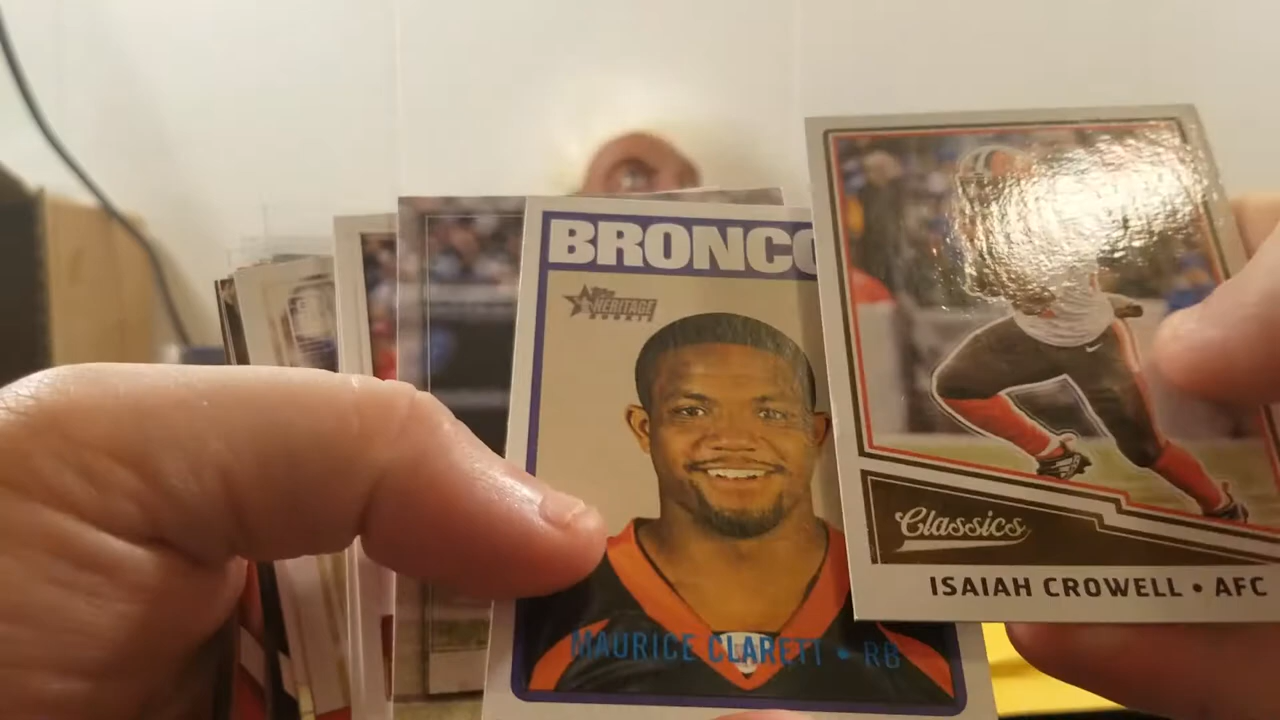 BRONCO
HERITAGE
MAURICE CLARETT • RB
Classics
ISAIAH CROWELL • AFC